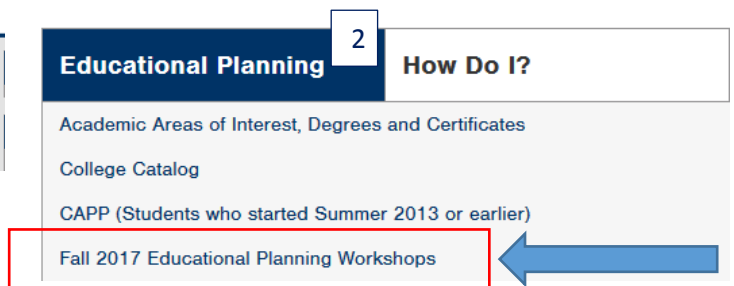 2
Educational Planning
How Do I?
Academic Areas of Interest, Degrees and Certificates
College Catalog
CAPP (Students who started Summer 2013 or earlier)
Fall 2017 Educational Planning Workshops